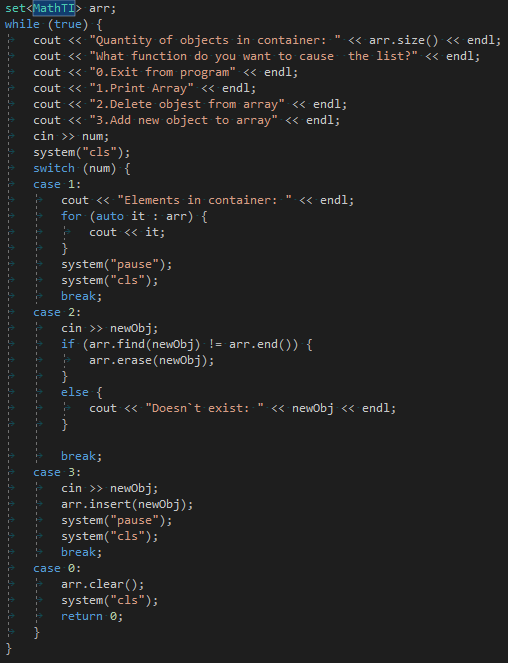 set<MathTI> arr;
while (true) {
cout << "Quantity of objects in container: " << arr.size() << endl;
cout << "What function do you want to cause  the list?" << endl;
cout << "0.Exit from program" << endl;
cout << "1.Print Array" << endl;
cout << "2.Delete objest from array" << endl;
cout << "3.Add new object to array" << endl;
cin >> num;
system("cls");
switch (num) {
case 1:
cout << "Elements in container: " << endl;
for (auto it : arr) {
cout << it;
}
system("pause");
system("cls");
break;
case 2:
cin >> newObj;
if (arr.find(newObj) != arr.end()) {
arr.erase(newObj);
}
else {
cout << "Doesn`t exist: " << newObj << endl;
}
break;
case 3:
cin >> newObj;
arr.insert(newObj);
system("pause");
system("cls");
break;
case 0:
arr.clear();
system("cls");
return 0;
}
}